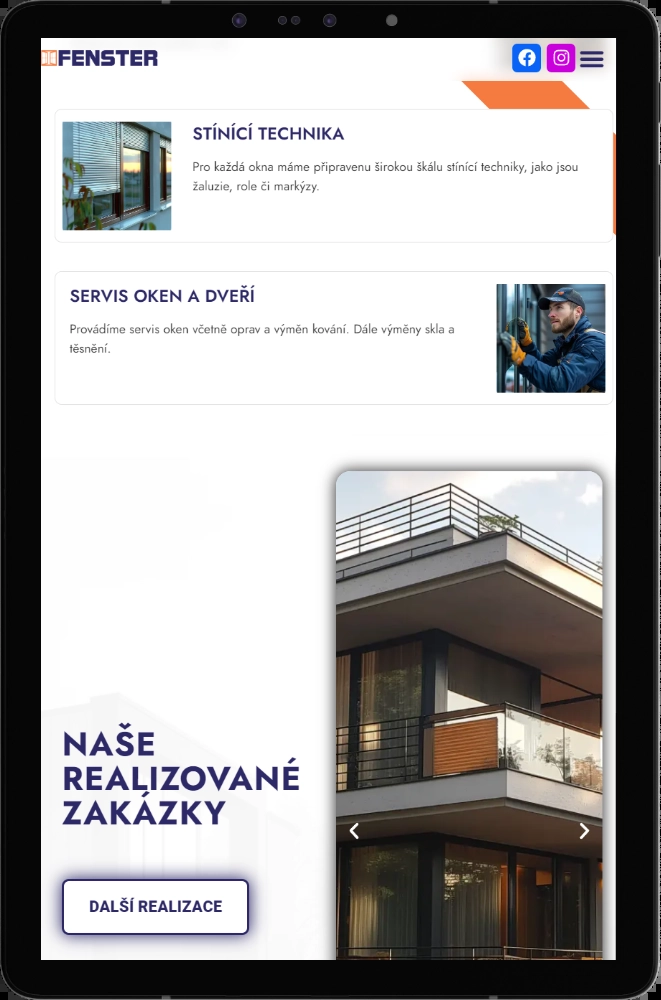 FENSTER
STÍNÍCÍ TECHNIKA
Pro každá okna máme připravenu širokou škálu stínící techniky, jako jsou
žaluzie, role či markýzy.
SERVIS OKEN A DVEŘÍ
Provádíme servis oken včetně oprav a výměn kování. Dále výměny skla a
těsnění.
NAŠE
REALIZOVANÉ
ZAKÁZKY
DALŠÍ REALIZACE